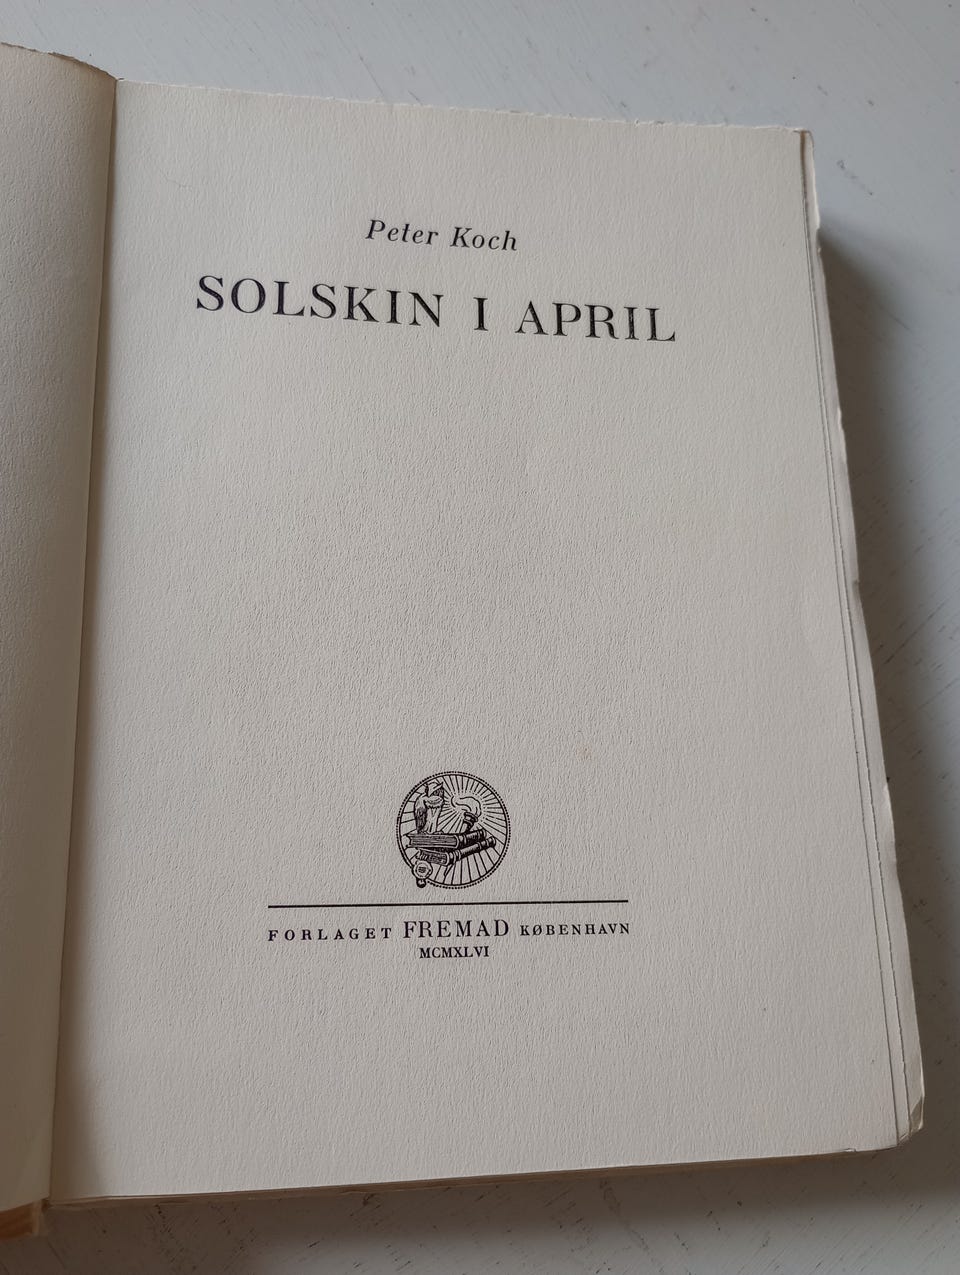 Peter Koch
SOLSKIN I APRIL
FORLAGET FREMAD KØBENHAVN
MCMXLVI